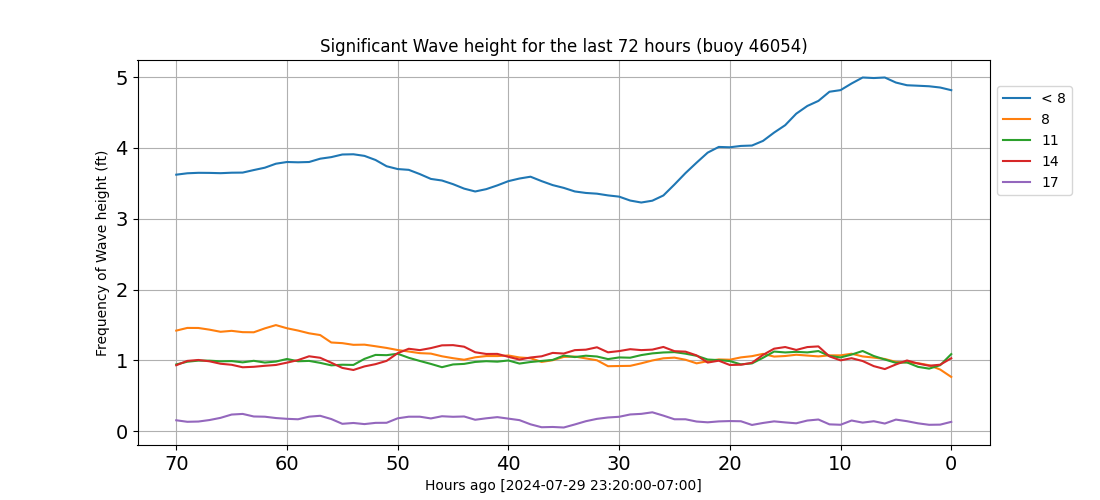 Significant Wave height for the last 72 hours (buoy 46054)
Frequency of Wave height (ft)
5
4
3
2
1
0
70 60 50 40 30 20 10 0
Hours ago [2024-07-29 23:20:00-07:00]
< 8
8
11
14
17